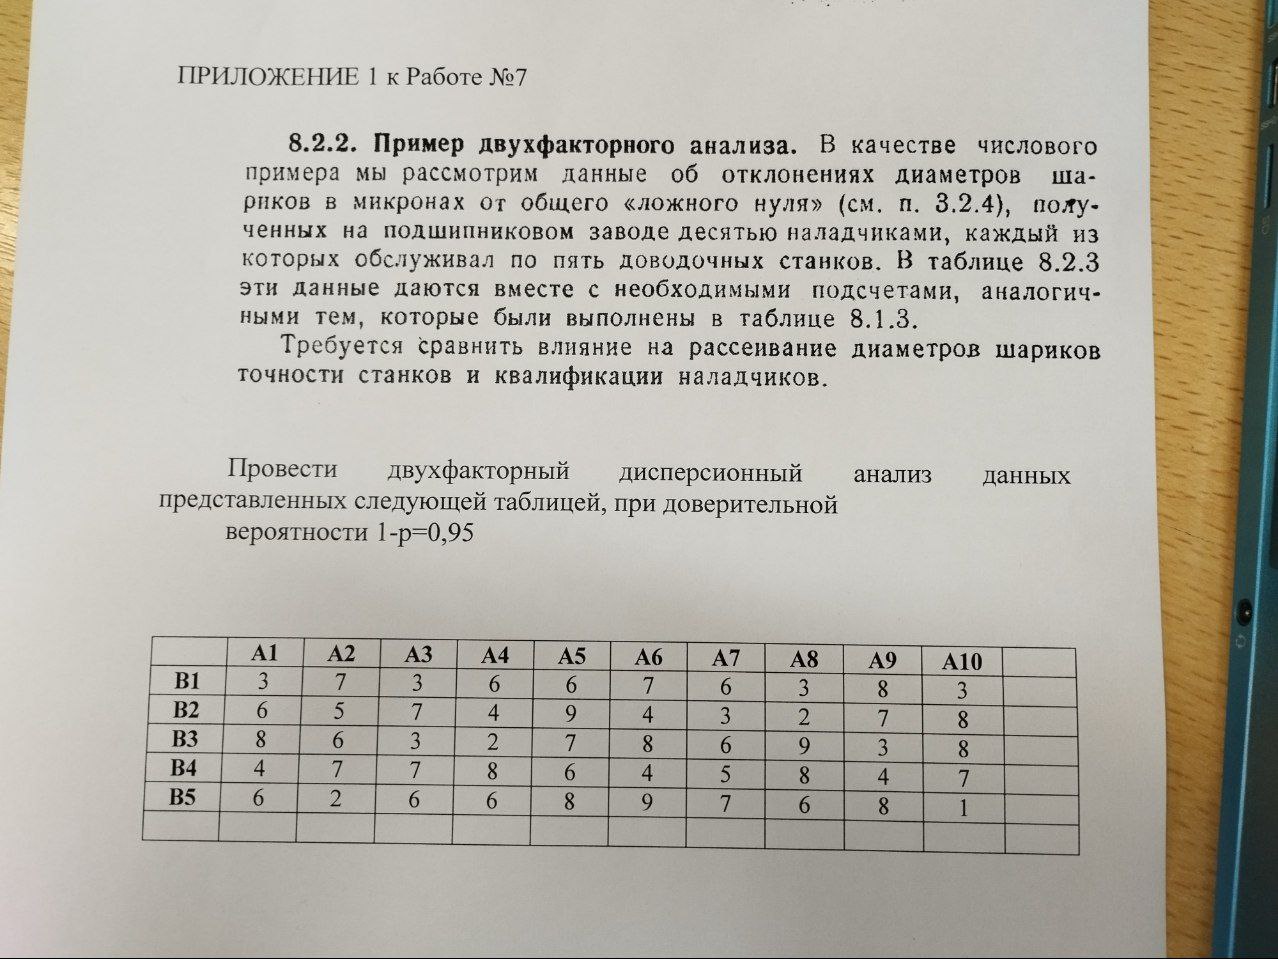 ПРИЛОЖЕНИЕ 1 к Работе №7
8.2.2. Пример двухфакторного анализа. В качестве числового
примера мы рассмотрим данные об отклонениях диаметров ша-
риков в микронах от общего «ложного нуля» (см. п. 3.2.4), полу-
ченных на подшипниковом заводе десятью наладчиками, каждый из
которых обслуживал по пять доводочных станков. В таблице 8.2.3
эти данные даются вместе с необходимыми подсчетами, аналогич-
ными тем, которые были выполнены в таблице 8.1.3.
Требуется сравнить влияние на рассеивание диаметров шариков
точности станков и квалификации наладчиков.
Провести двухфакторный дисперсионный анализ данных
представленных следующей таблицей, при доверительной
вероятности 1-p=0,95
A1 A2 A3 A4 A5 A6 A7 A8 A9 A10
B1 3 7 3 6 6 7 6 3 8 3
B2 6 5 7 4 9 4 3 2 7 8
B3 8 6 3 2 7 8 6 9 3 8
B4 4 7 7 8 6 4 5 8 4 7
B5 6 2 6 6 8 9 7 6 8 1